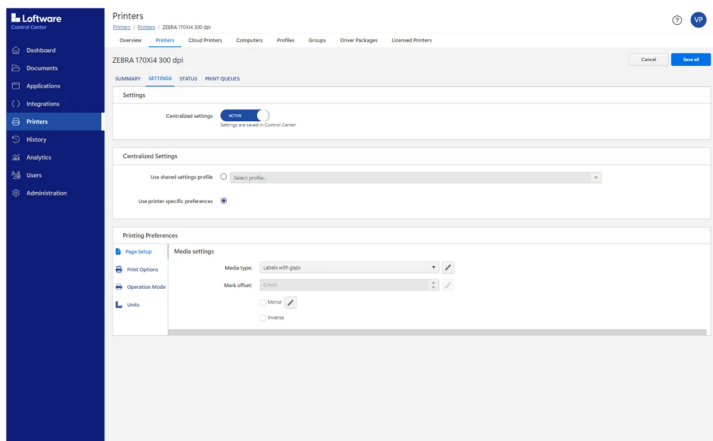 Loftware
Control Center
Dashboard
Documents
Applications
Integrations
Printers
History
Analytics
Users
Administration
Printers
Printers / Printers / ZEBRA 170Xi4 300 dpi
VP
Overview Printers Cloud Printers Computers Profiles Groups Driver Packages Licensed Printers
ZEBRA 170Xi4 300 dpi
Cancel Save all
SUMMARY SETTINGS STATUS PRINT QUEUES
Settings
Centralized settings ACTIVE
Settings are saved in Control Center
Centralized Settings
Use shared settings profile Select profile...
Use printer specific preferences
Printing Preferences
Page Setup
Print Options
Operation Mode
Units
Media settings
Media type: Labels with gaps
Mark offset: 0 inch
Mirror
Inverse